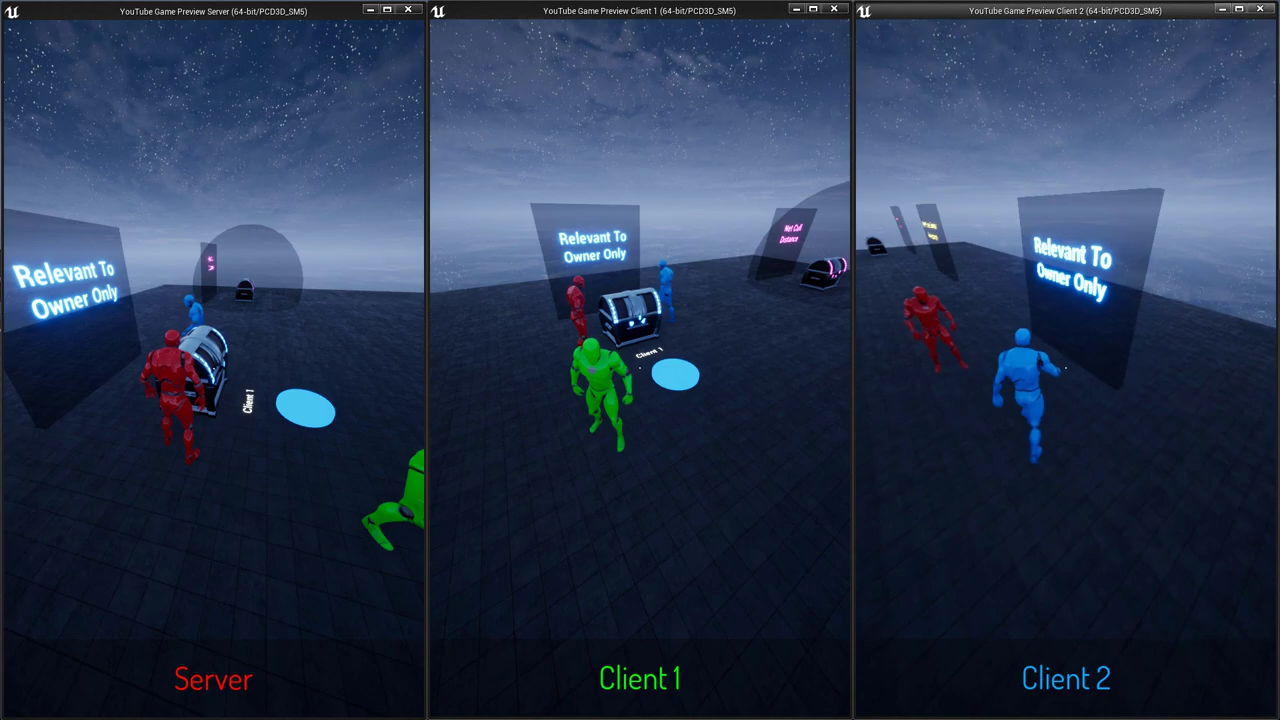 YouTube Game Preview Server (64-bit/PCD3D_SM5)
YouTube Game Preview Client 1 (64-bit/PCD3D_SM5)
YouTube Game Preview Client 2 (64-bit/PCD3D_SM5)
Relevant To
Owner Only
Client 1
Relevant To
Owner Only
Net Cull
Distance
Client 1
Relevant To
Owner Only
Server
Client 1
Client 2